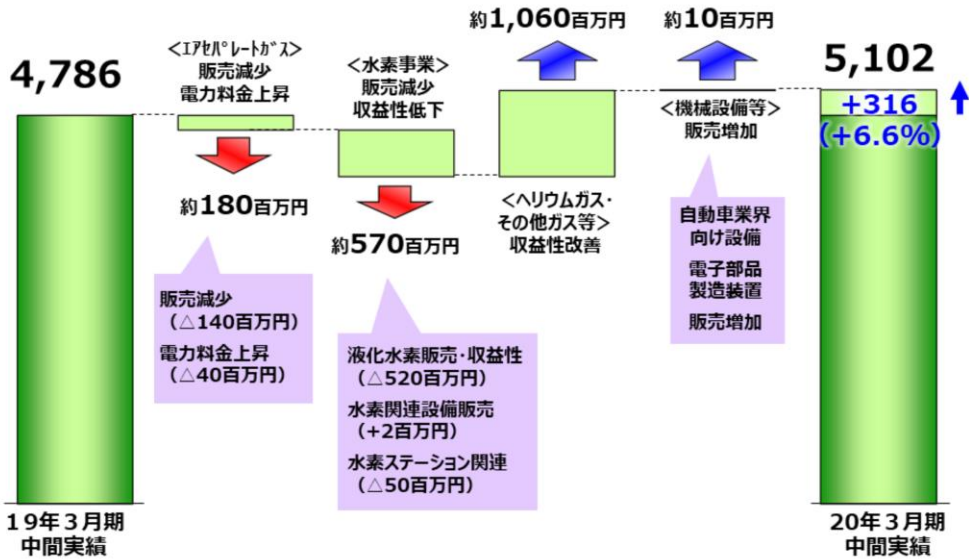 4,786
19年3月期
中間実績
<エアセパレートガス>
販売減少
電力料金上昇
約180百万円
販売減少
(△140百万円)
電力料金上昇
(△40百万円)
<水素事業>
販売減少
収益性低下
約570百万円
液化水素販売・収益性
(△520百万円)
水素関連設備販売
(+2百万円)
水素ステーション関連
(△50百万円)
約1,060百万円
<ヘリウムガス・
その他ガス等>
収益性改善
約10百万円
<機械設備等>
販売増加
自動車業界
向け設備
電子部品
製造装置
販売増加
5,102
+316
(+6.6%)
20年3月期
中間実績